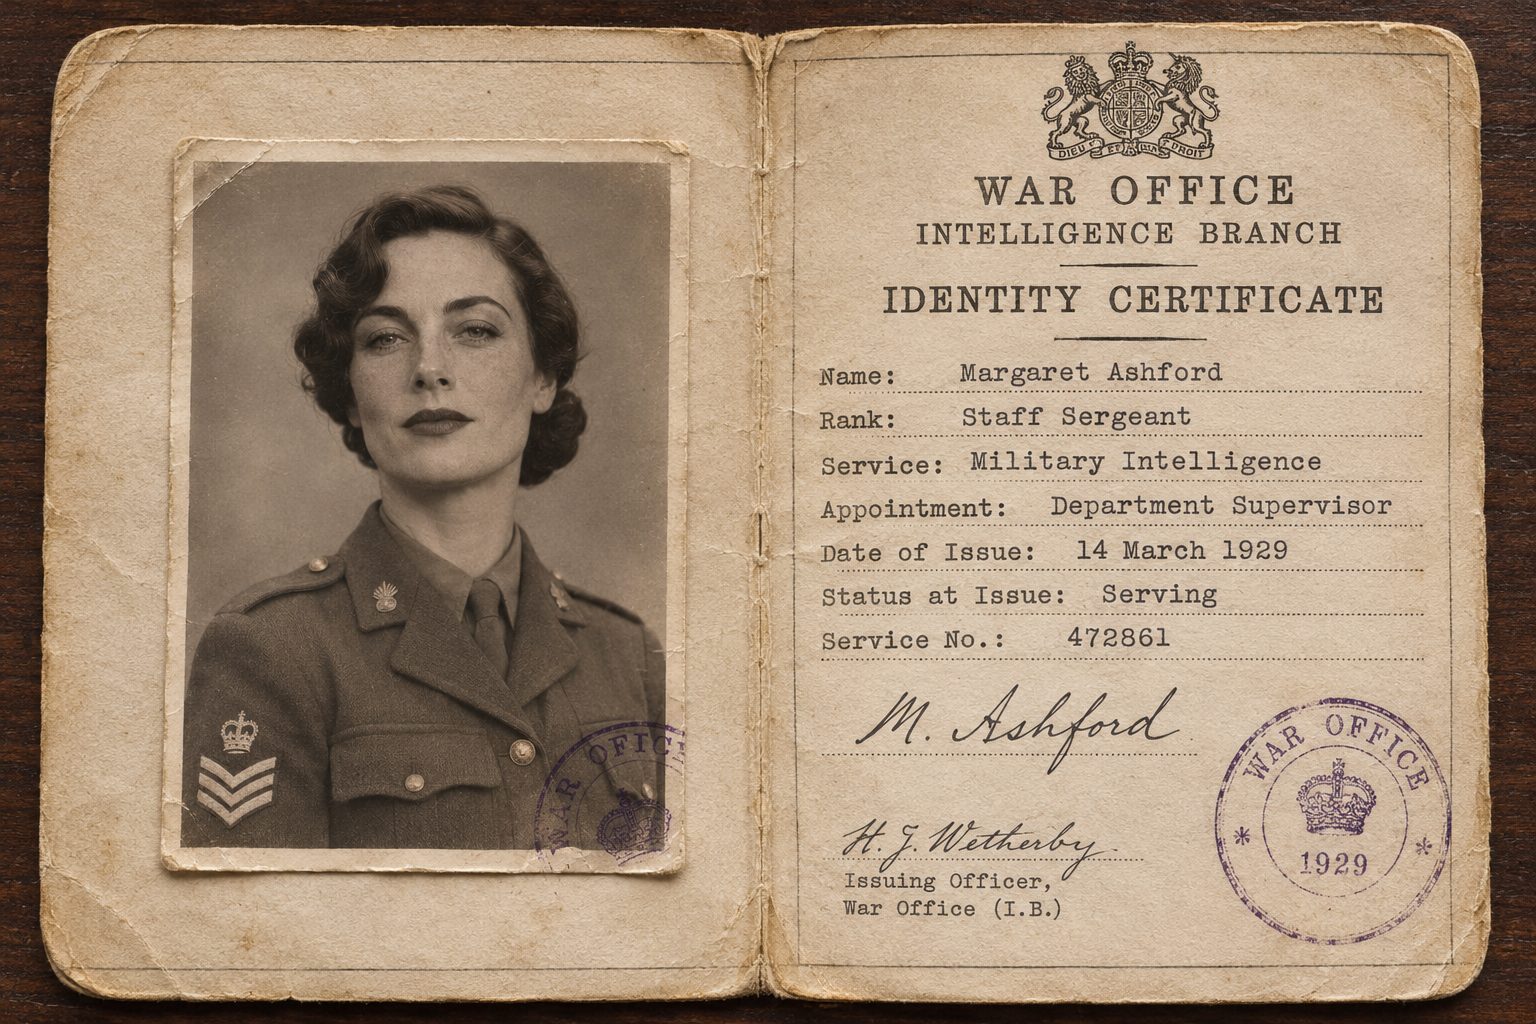 WAR OFFICE
DIEU ET MON DROIT
WAR OFFICE
INTELLIGENCE BRANCH
IDENTITY CERTIFICATE
Name: Margaret Ashford
Rank: Staff Sergeant
Service: Military Intelligence
Appointment: Department Supervisor
Date of Issue: 14 March 1929
Status at Issue: Serving
Service No.: 472861
M. Ashford
H. J. Wetherby
Issuing Officer,
War Office (I.B.)
WAR OFFICE
1929